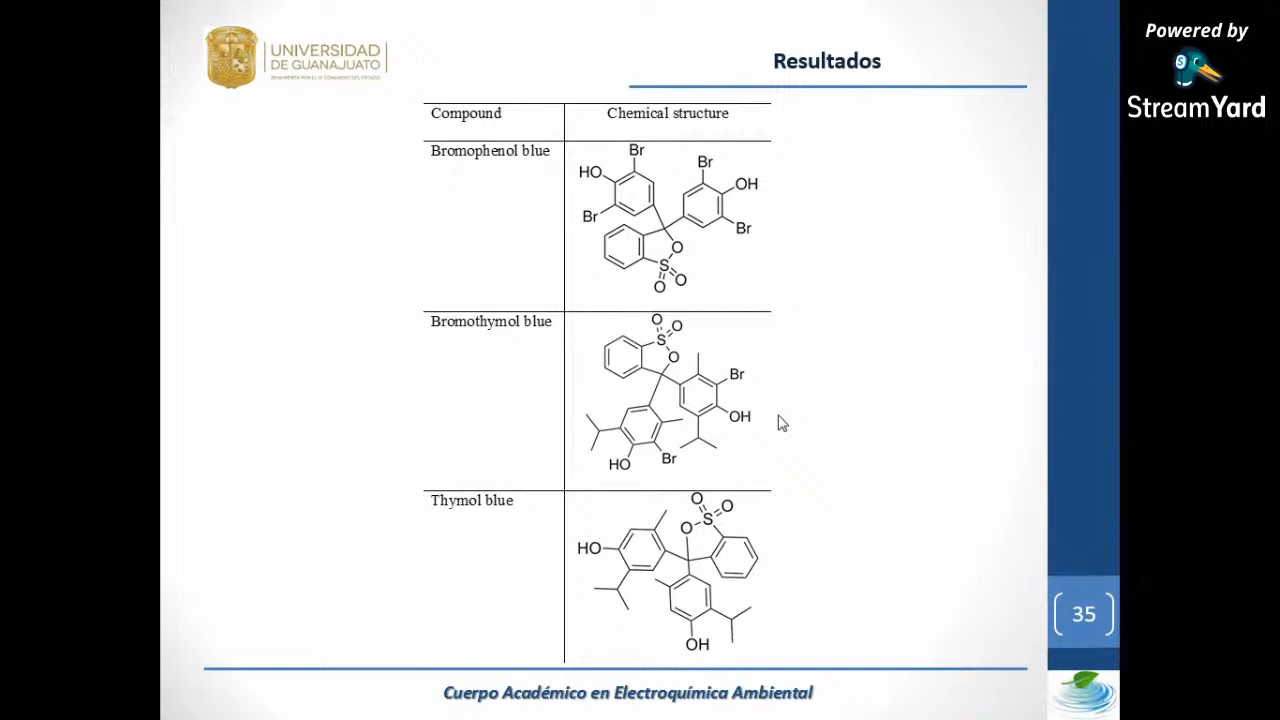 UNIVERSIDAD
DE GUANAJUATO
Resultados
Powered by
StreamYard
Compound
Chemical structure
Bromophenol blue
Br
HO
Br
Br
OH
Br
O
S
O
O
Bromothymol blue
O
O
S
O
Br
OH
HO
Br
Thymol blue
O
O
S
O
HO
OH
35
Cuerpo Académico en Electroquímica Ambiental